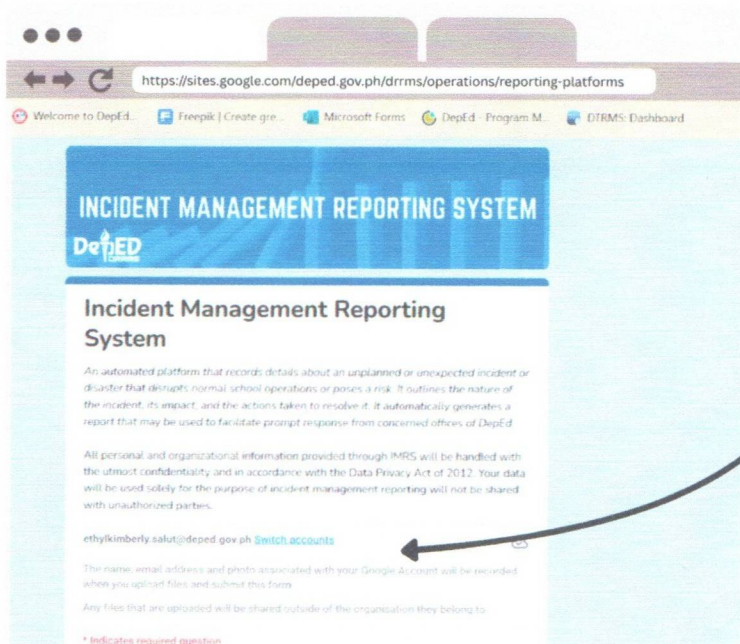 https://sites.google.com/deped.gov.ph/drrms/operations/reporting-platforms
Welcome to DepEd... Freepik | Create gre... Microsoft Forms DepEd - Program M... DTRMS: Dashboard
INCIDENT MANAGEMENT REPORTING SYSTEM
DepED
Incident Management Reporting
System
An automated platform that records details about an unplanned or unexpected incident or
disaster that disrupts normal school operations or poses a risk. It outlines the nature of
the incident, its impact, and the actions taken to resolve it. It automatically generates a
report that may be used to facilitate prompt response from concerned offices of DepEd
All personal and organizational information provided through IMRS will be handled with
the utmost confidentiality and in accordance with the Data Privacy Act of 2012. Your data
will be used solely for the purpose of incident management reporting will not be shared
with unauthorized parties.
ethylkimberly.salut@deped.gov.ph Switch accounts
The name, email address and photo associated with your Google Account will be recorded
when you upload files and submit this form
Any files that are uploaded will be shared outside of the organisation they belong to.
* Indicates required question